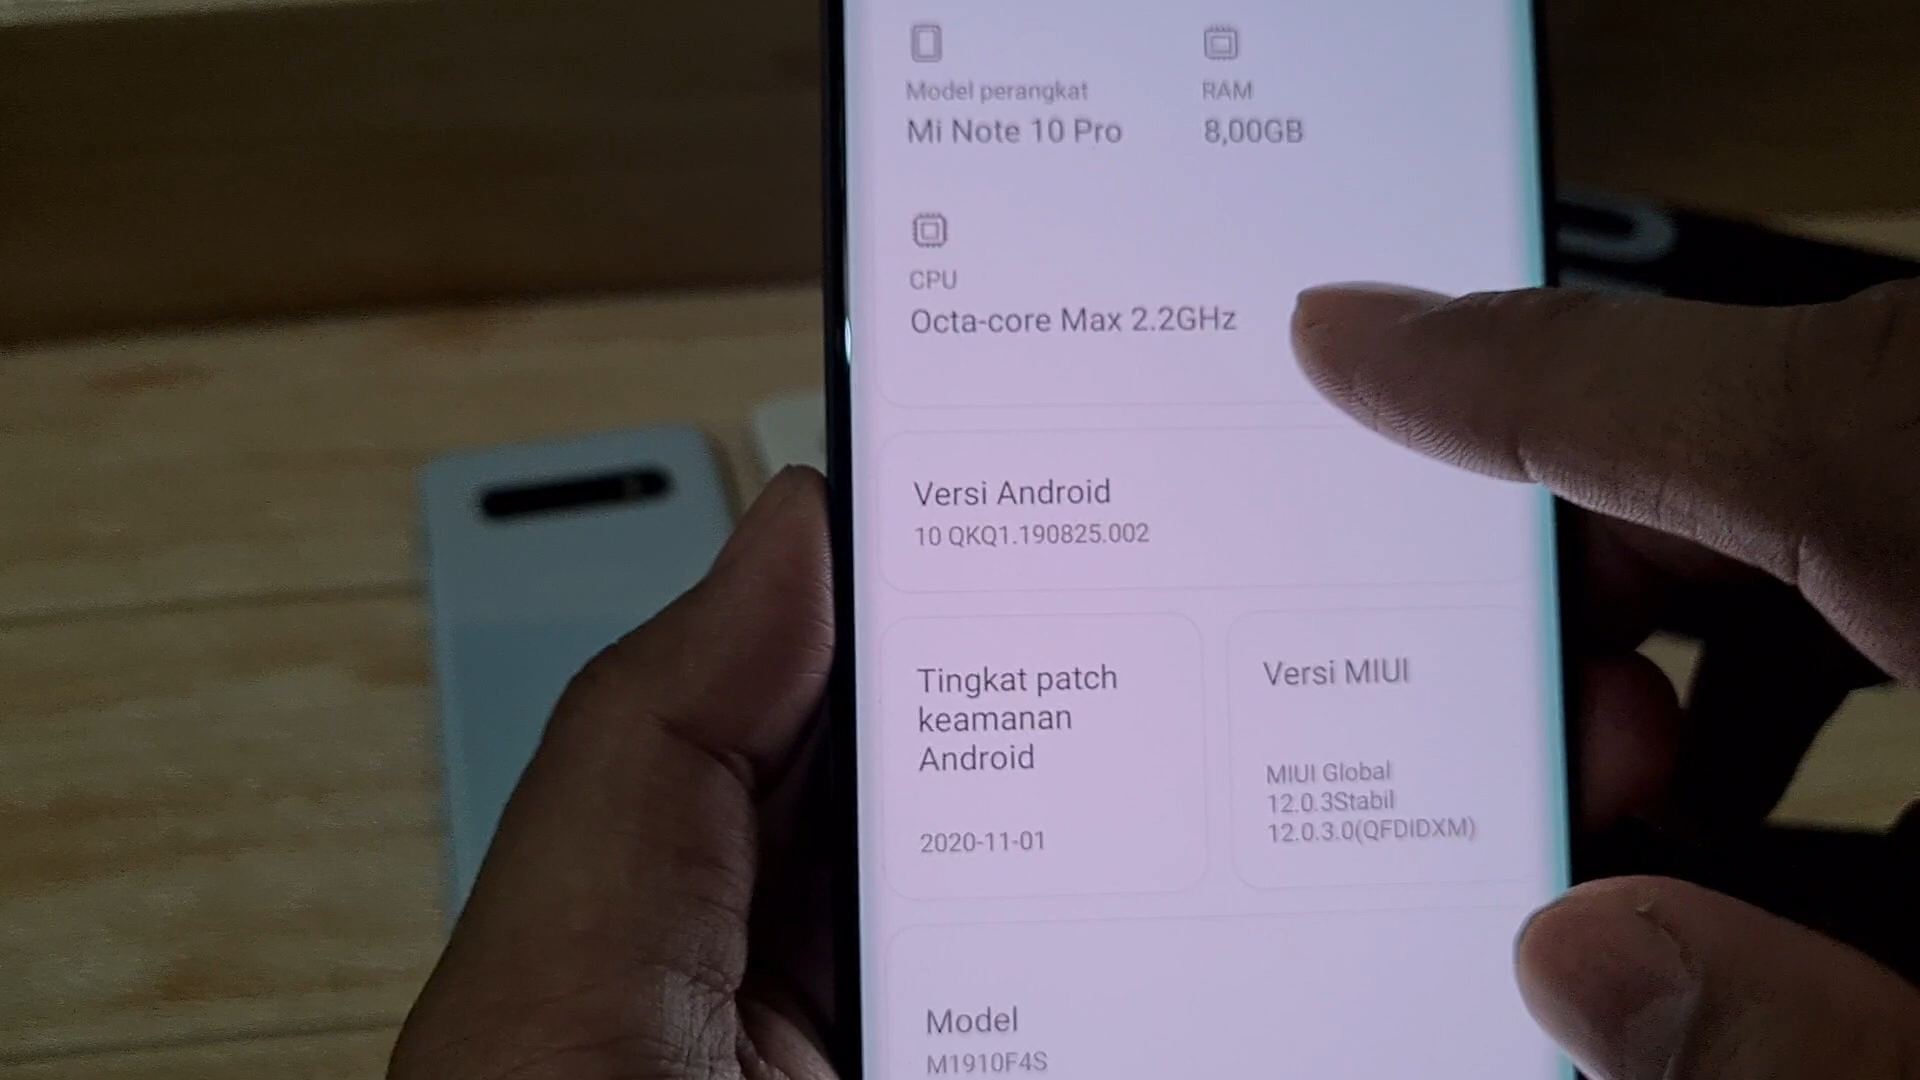 Model perangkat
Mi Note 10 Pro
RAM
8,00GB
CPU
Octa-core Max 2.2GHz
Versi Android
10 QKQ1.190825.002
Tingkat patch
keamanan
Android
2020-11-01
Versi MIUI
MIUI Global
12.0.3Stabil
12.0.3.0(QFDIDXM)
Model
M1910F4S